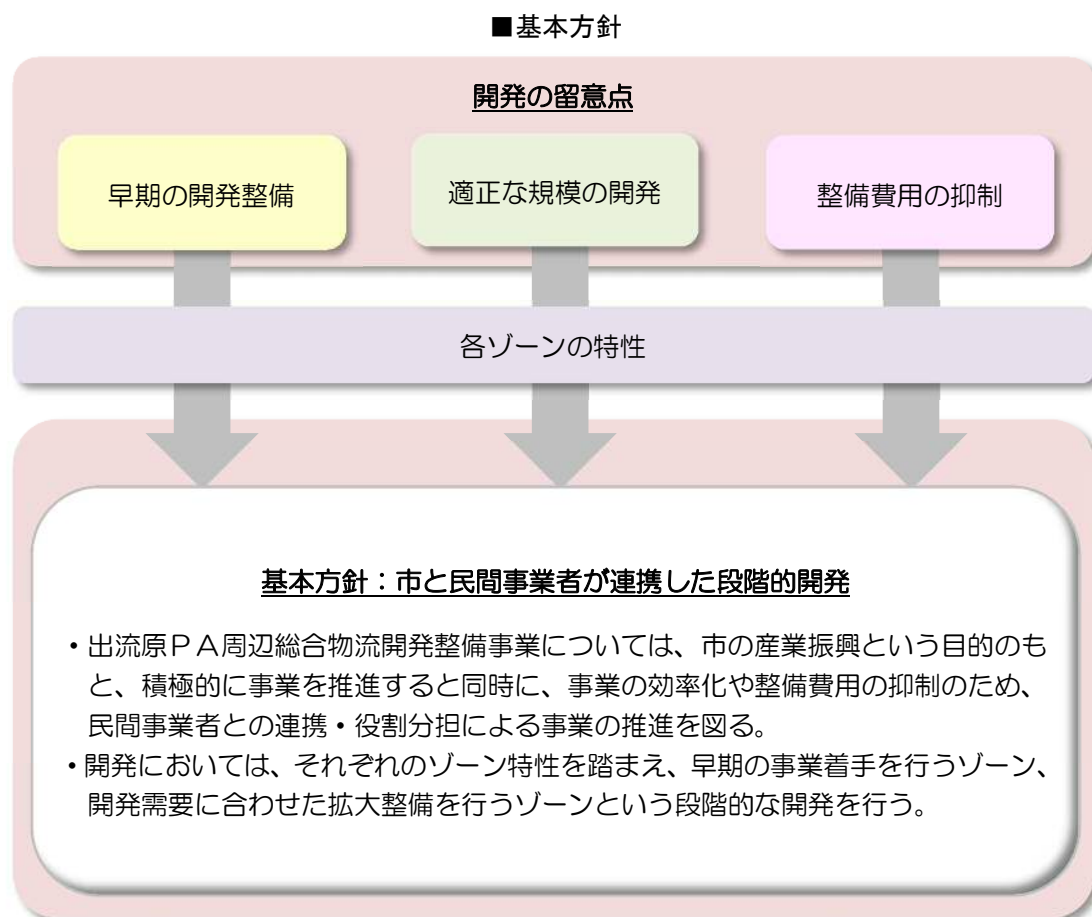 ■基本方針
開発の留意点
早期の開発整備
適正な規模の開発
整備費用の抑制
各ゾーンの特性
基本方針：市と民間事業者が連携した段階的開発
・出流原ＰＡ周辺総合物流開発整備事業については、市の産業振興という目的のも
と、積極的に事業を推進すると同時に、事業の効率化や整備費用の抑制のため、
民間事業者との連携・役割分担による事業の推進を図る。
・開発においては、それぞれのゾーン特性を踏まえ、早期の事業着手を行うゾーン、
開発需要に合わせた拡大整備を行うゾーンという段階的な開発を行う。